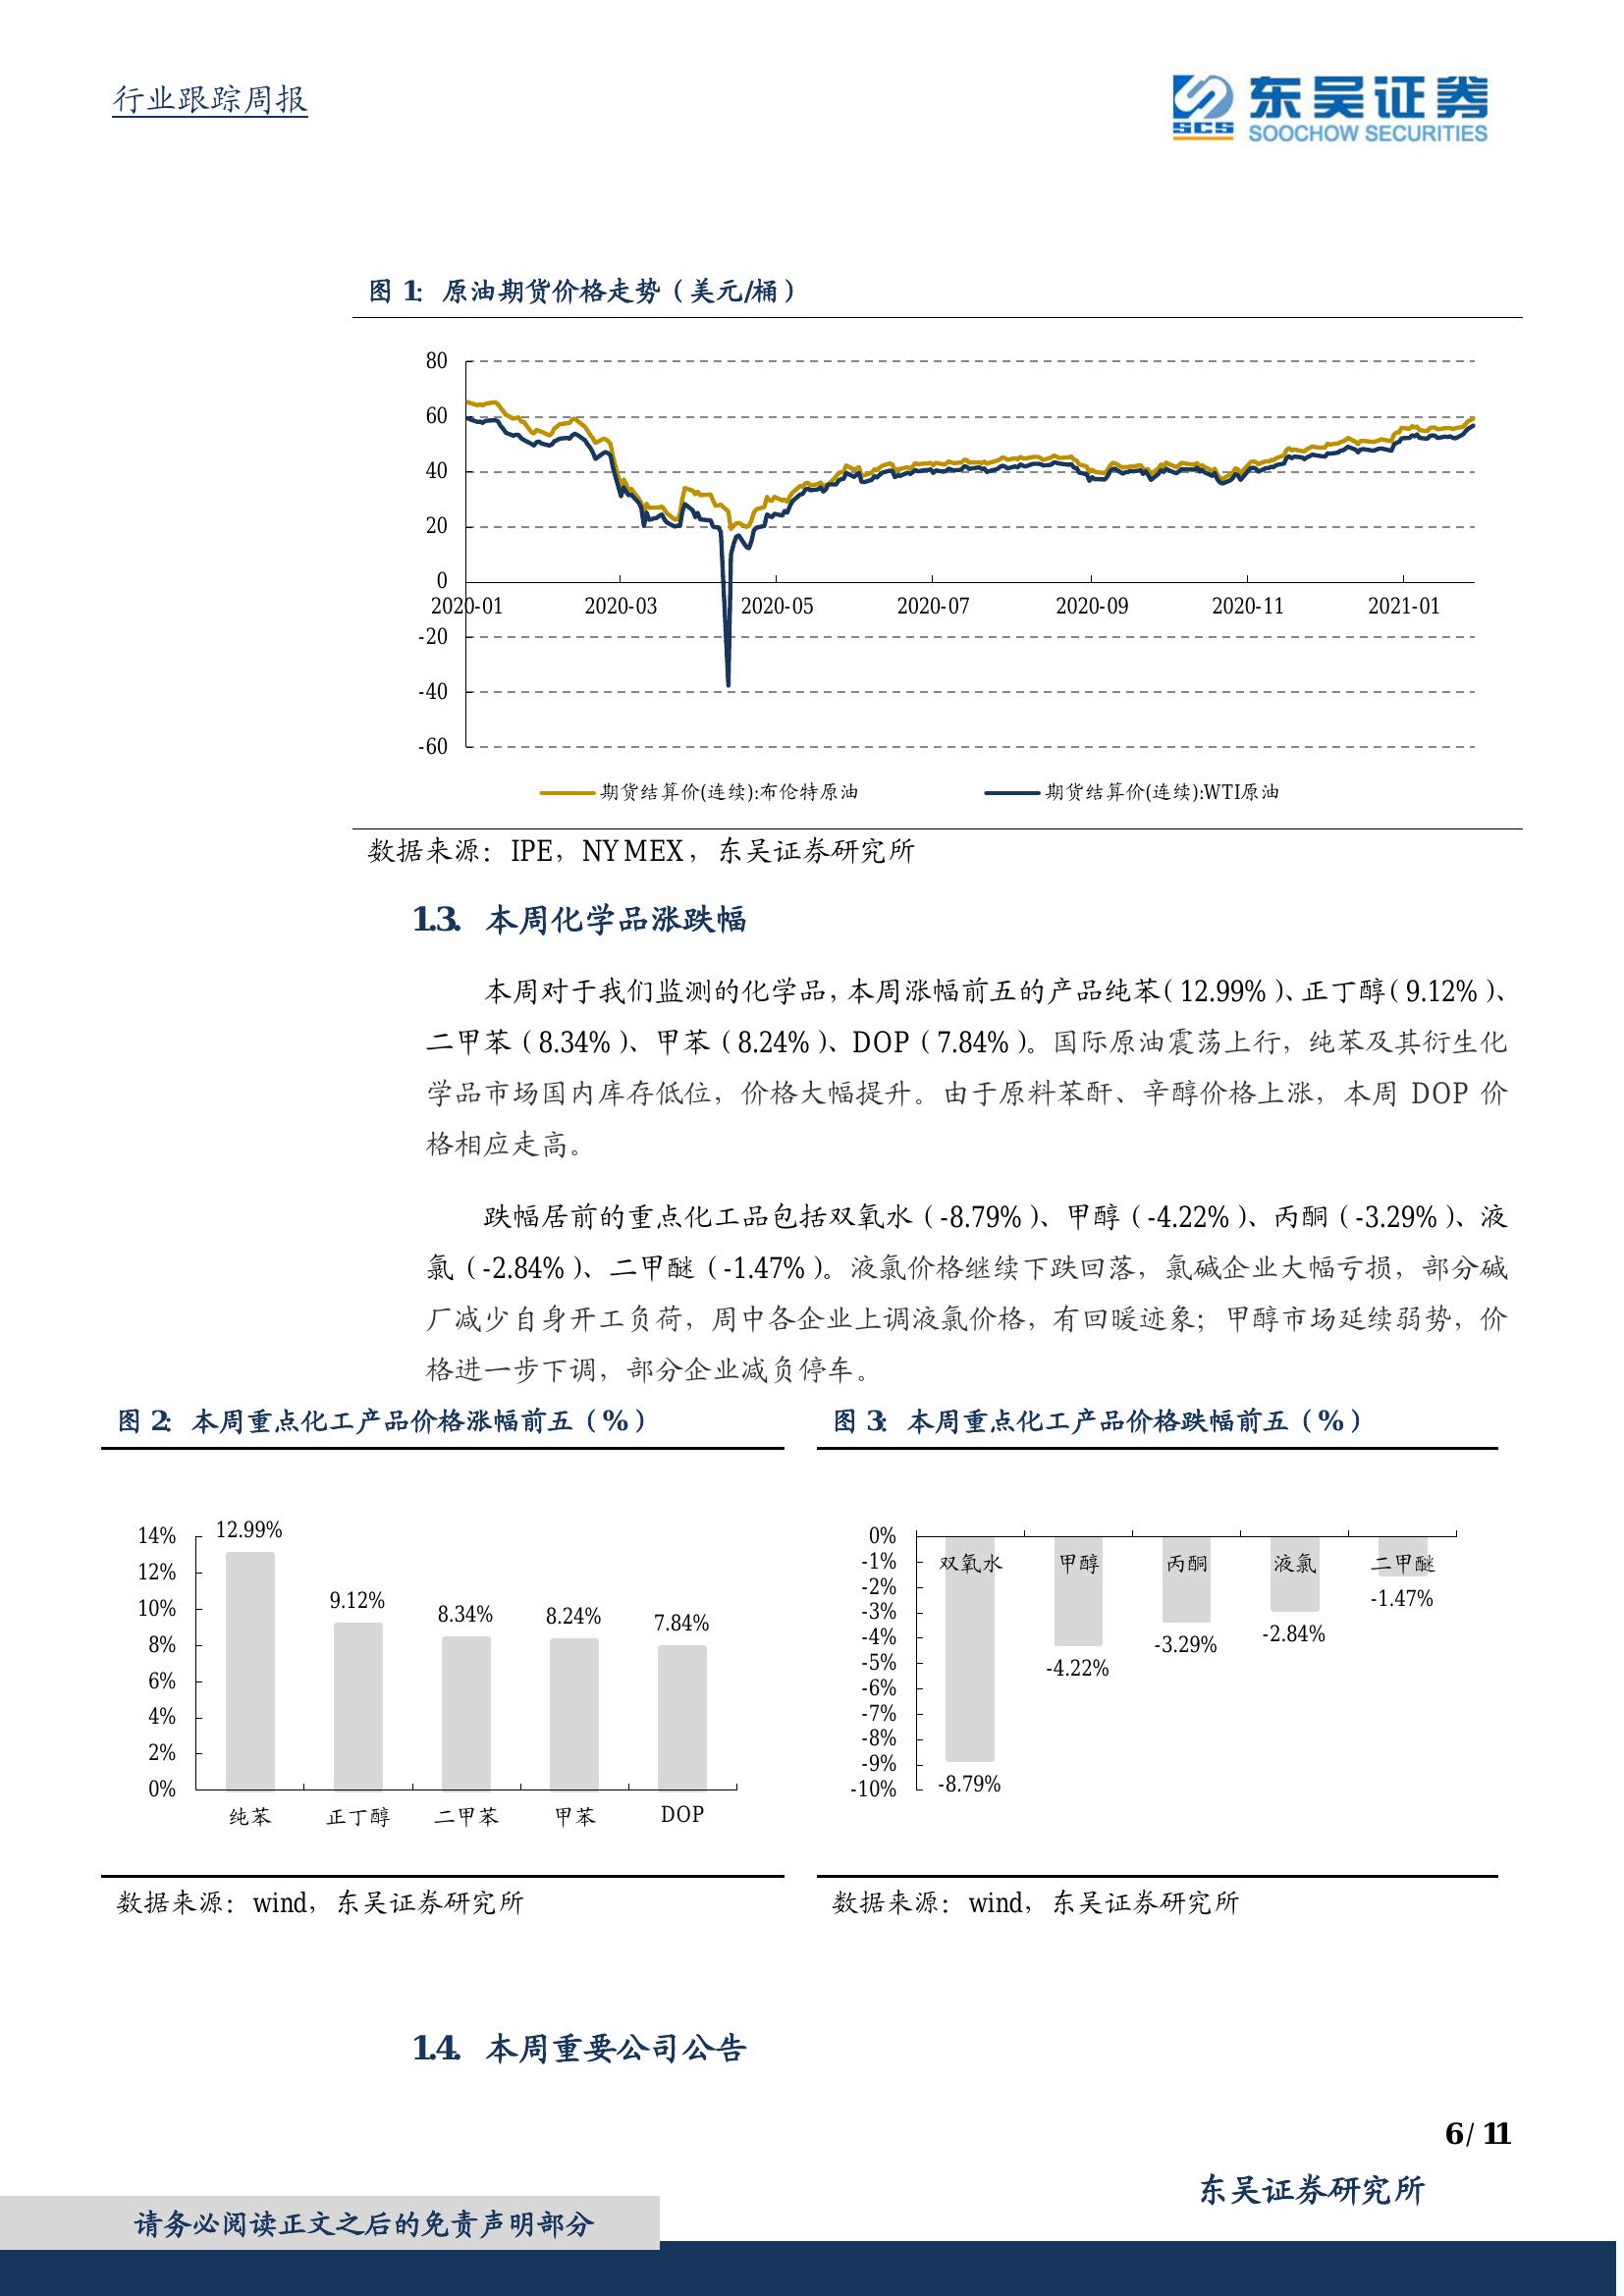 行业跟踪周报
SCS
东吴证券
SOOCHOW SECURITIES
图 1: 原油期货价格走势（美元/桶）
80
60
40
20
0
-20
-40
-60
2020-01 2020-03 2020-05 2020-07 2020-09 2020-11 2021-01
期货结算价(连续):布伦特原油 期货结算价(连续):WTI原油
数据来源：IPE，NYMEX，东吴证券研究所
1.3. 本周化学品涨跌幅
本周对于我们监测的化学品，本周涨幅前五的产品纯苯（12.99%）、正丁醇（9.12%）、
二甲苯（8.34%）、甲苯（8.24%）、DOP（7.84%）。国际原油震荡上行，纯苯及其衍生化
学品市场国内库存低位，价格大幅提升。由于原料苯酐、辛醇价格上涨，本周 DOP 价
格相应走高。
跌幅居前的重点化工品包括双氧水（-8.79%）、甲醇（-4.22%）、丙酮（-3.29%）、液
氯（-2.84%）、二甲醚（-1.47%）。液氯价格继续下跌回落，氯碱企业大幅亏损，部分碱
厂减少自身开工负荷，周中各企业上调液氯价格，有回暖迹象；甲醇市场延续弱势，价
格进一步下调，部分企业减负停车。
图 2: 本周重点化工产品价格涨幅前五（%）
14%
12%
10%
8%
6%
4%
2%
0%
12.99% 9.12% 8.34% 8.24% 7.84%
纯苯 正丁醇 二甲苯 甲苯 DOP
数据来源：wind，东吴证券研究所
图 3: 本周重点化工产品价格跌幅前五（%）
0%
-1%
-2%
-3%
-4%
-5%
-6%
-7%
-8%
-9%
-10%
双氧水 甲醇 丙酮 液氯 二甲醚
-8.79% -4.22% -3.29% -2.84% -1.47%
数据来源：wind，东吴证券研究所
1.4. 本周重要公司公告
6 / 11
东吴证券研究所
请务必阅读正文之后的免责声明部分